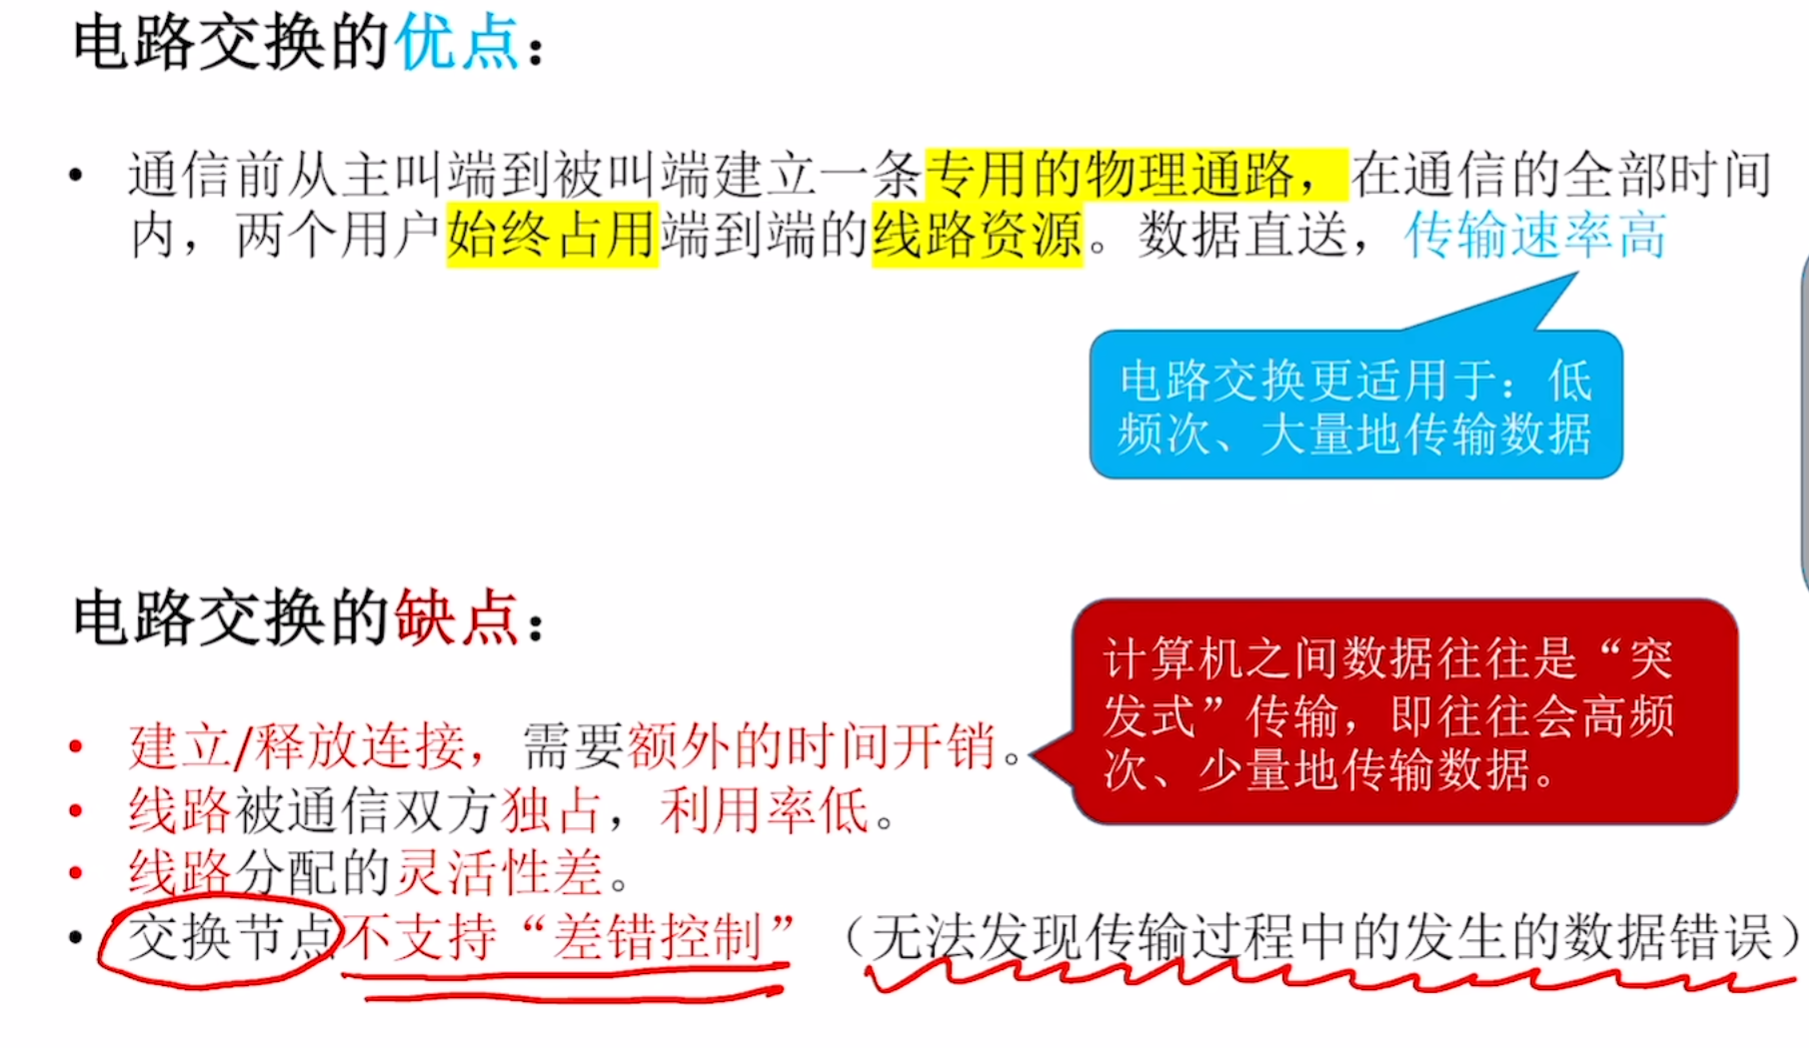 电路交换的优点：
• 通信前从主叫端到被叫端建立一条专用的物理通路，在通信的全部时间
内，两个用户始终占用端到端的线路资源。数据直送，传输速率高
电路交换更适用于：低
频次、大量地传输数据
电路交换的缺点：
计算机之间数据往往是“突
发式”传输，即往往会高频
次、少量地传输数据。
• 建立/释放连接，需要额外的时间开销。
• 线路被通信双方独占，利用率低。
• 线路分配的灵活性差。
• 交换节点不支持“差错控制”（无法发现传输过程中的发生的数据错误）